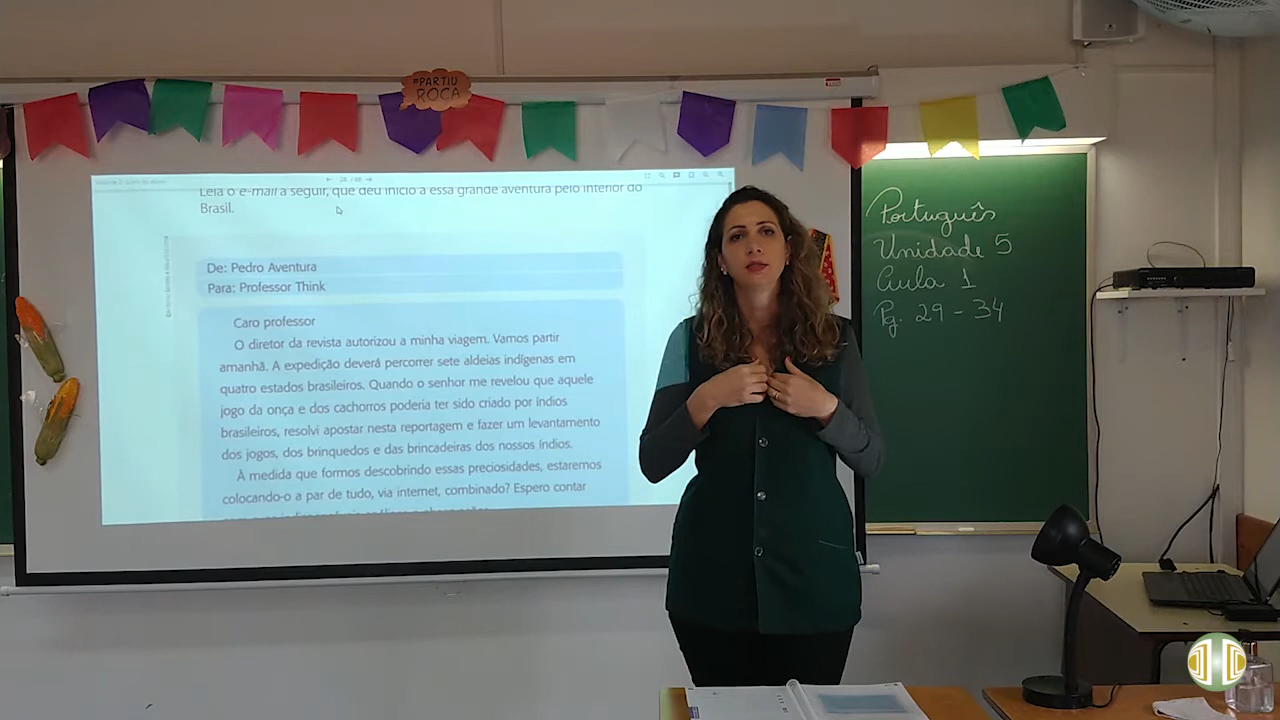 #PARTIU
ROÇA
28 / 88
Leia o e-mail a seguir, que deu início a essa grande aventura pelo interior do
Brasil.
De: Pedro Aventura
Para: Professor Think
Caro professor
O diretor da revista autorizou a minha viagem. Vamos partir
amanhã. A expedição deverá percorrer sete aldeias indígenas em
quatro estados brasileiros. Quando o senhor me revelou que aquele
jogo da onça e dos cachorros poderia ter sido criado por índios
brasileiros, resolvi apostar nesta reportagem e fazer um levantamento
dos jogos, dos brinquedos e das brincadeiras dos nossos índios.
À medida que formos descobrindo essas preciosidades, estaremos
colocando-o a par de tudo, via internet, combinado? Espero contar
Português
Unidade 5
Aula 1
Pg. 29 - 34